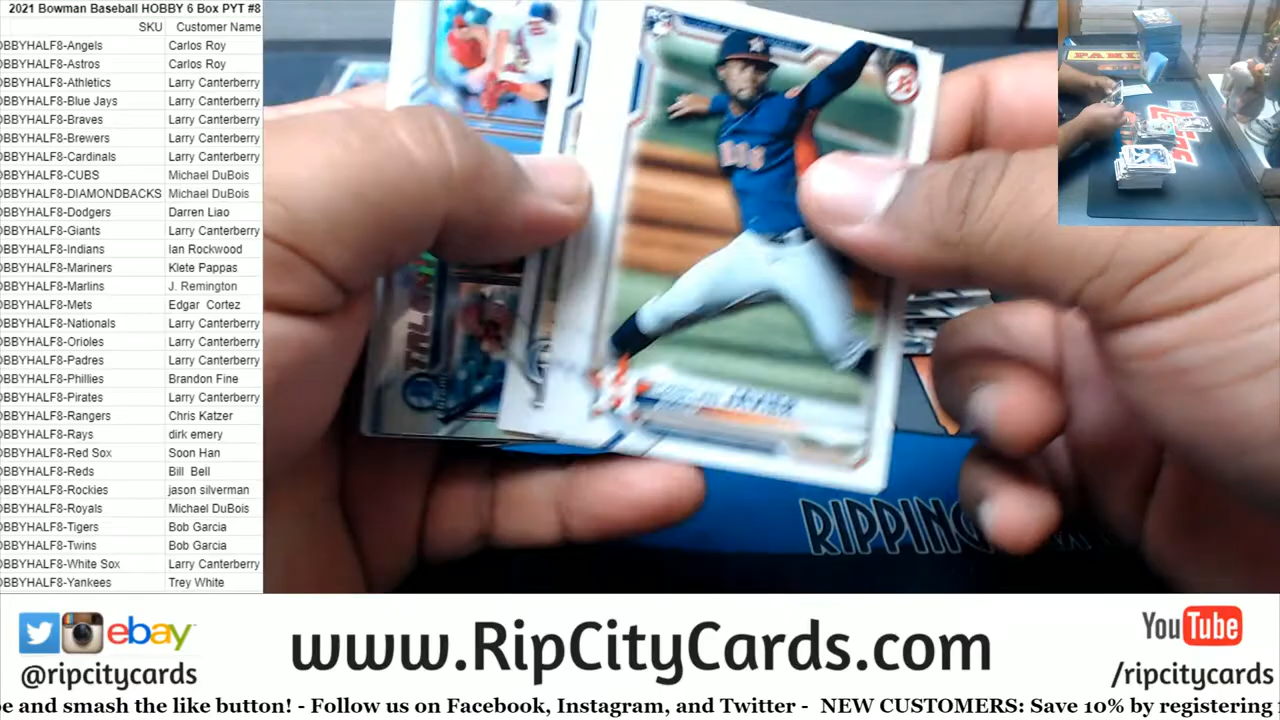 2021 Bowman Baseball HOBBY 6 Box PYT #8
SKU Customer Name
OBBYHALF8-Angels Carlos Roy
OBBYHALF8-Astros Carlos Roy
OBBYHALF8-Athletics Larry Canterberry
OBBYHALF8-Blue Jays Larry Canterberry
OBBYHALF8-Braves Larry Canterberry
OBBYHALF8-Brewers Larry Canterberry
OBBYHALF8-Cardinals Larry Canterberry
OBBYHALF8-CUBS Michael DuBois
OBBYHALF8-DIAMONDBACKS Michael DuBois
OBBYHALF8-Dodgers Darren Liao
OBBYHALF8-Giants Larry Canterberry
OBBYHALF8-Indians Ian Rockwood
OBBYHALF8-Mariners Klete Pappas
OBBYHALF8-Marlins J. Remington
OBBYHALF8-Mets Edgar Cortez
OBBYHALF8-Nationals Larry Canterberry
OBBYHALF8-Orioles Larry Canterberry
OBBYHALF8-Padres Larry Canterberry
OBBYHALF8-Phillies Brandon Fine
OBBYHALF8-Pirates Larry Canterberry
OBBYHALF8-Rangers Chris Katzer
OBBYHALF8-Rays dirk emery
OBBYHALF8-Red Sox Soon Han
OBBYHALF8-Reds Bill Bell
OBBYHALF8-Rockies jason silverman
OBBYHALF8-Royals Michael DuBois
OBBYHALF8-Tigers Bob Garcia
OBBYHALF8-Twins Bob Garcia
OBBYHALF8-White Sox Larry Canterberry
OBBYHALF8-Yankees Trey White
RC
JAVIER
PANINI
RIPPING
ebay
@ripcitycards
www.RipCityCards.com
YouTube
/ripcitycards
be and smash the like button! - Follow us on Facebook, Instagram, and Twitter - NEW CUSTOMERS: Save 10% by registering